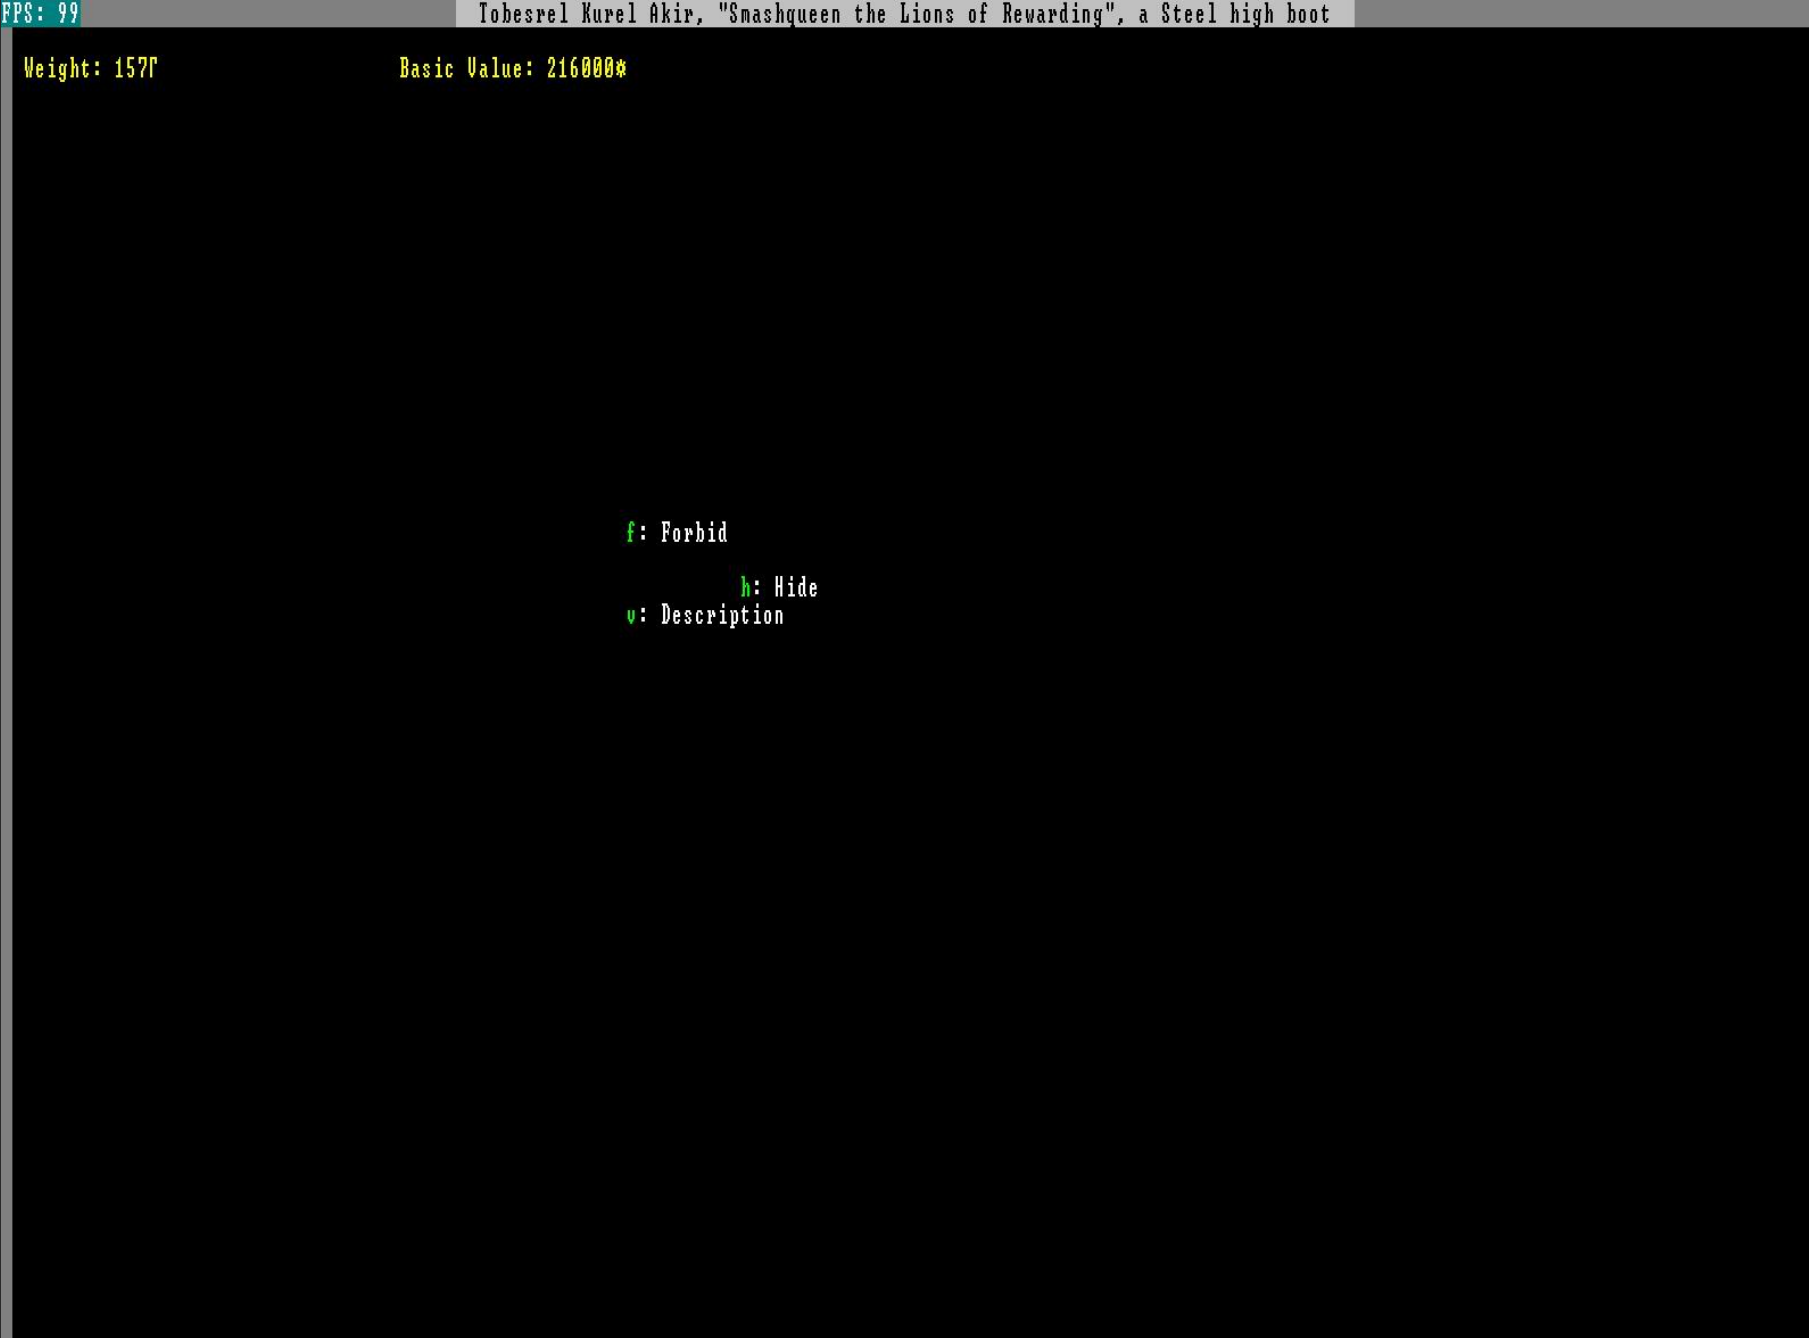 FPS: 99
Tobesrel Kurel Akir, "Smashqueen the Lions of Rewarding", a Steel high boot
Weight: 157Γ
Basic Value: 216000☼
f: Forbid
h: Hide
v: Description